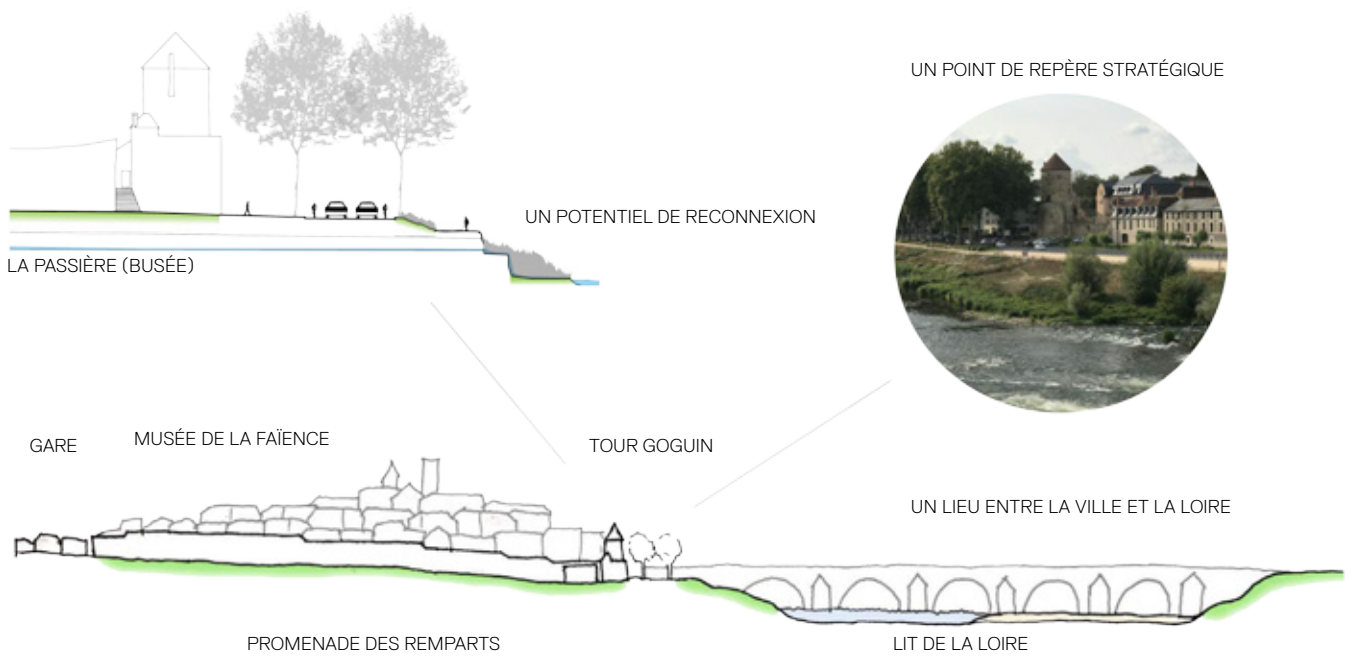 UN POINT DE REPÈRE STRATÉGIQUE
UN POTENTIEL DE RECONNEXION
LA PASSIÈRE (BUSÉE)
GARE
MUSÉE DE LA FAÏENCE
TOUR GOGUIN
UN LIEU ENTRE LA VILLE ET LA LOIRE
PROMENADE DES REMPARTS
LIT DE LA LOIRE